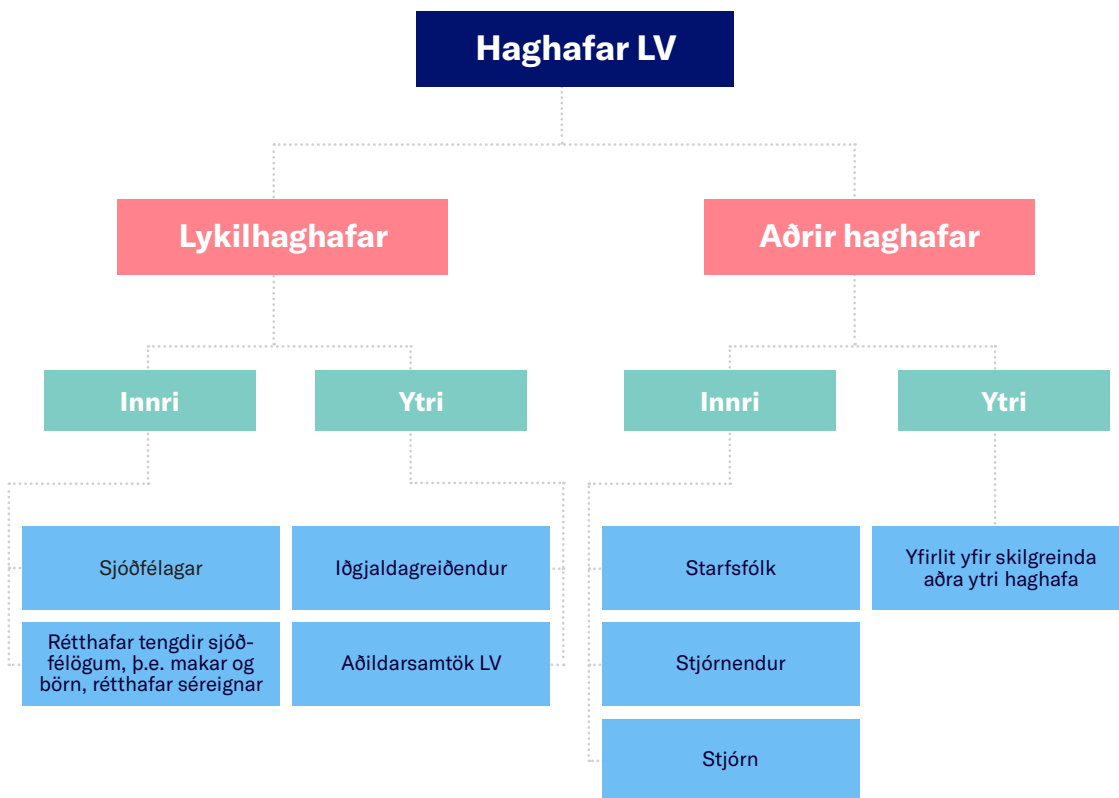 Haghafar LV
Lykilhaghafar
Aðrir haghafar
Innri
Ytri
Innri
Ytri
Sjóðfélagar
Iðgjaldagreiðendur
Starfsfólk
Yfirlit yfir skilgreinda
aðra ytri haghafa
Rétthafar tengdir sjóð-
félögum, þ.e. makar og
börn, rétthafar séreignar
Aðildarsamtök LV
Stjórnendur
Stjórn